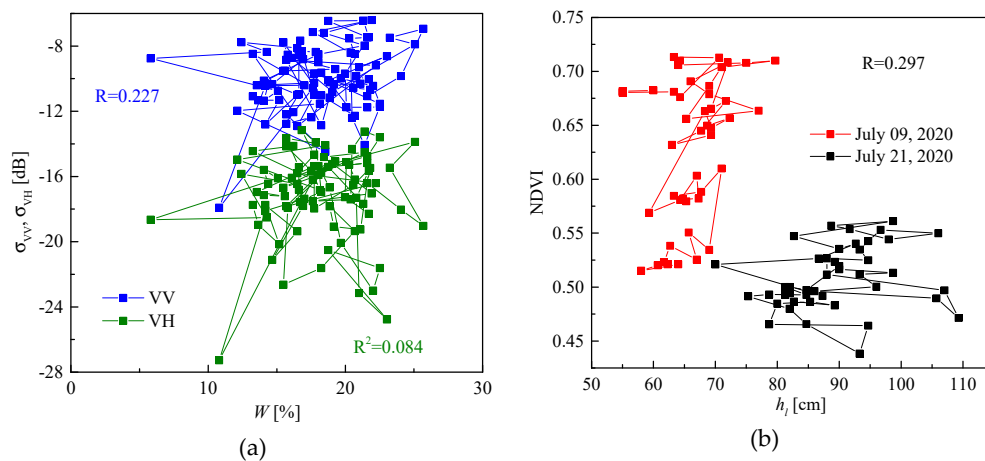 -8
-12
-16
-20
-24
-28
σVV, σVH [dB]
R=0.227
VV
VH
R²=0.084
0
10
20
30
W [%]
(a)
0.75
0.70
0.65
0.60
0.55
0.50
0.45
NDVI
R=0.297
July 09, 2020
July 21, 2020
50
60
70
80
90
100
110
hl [cm]
(b)